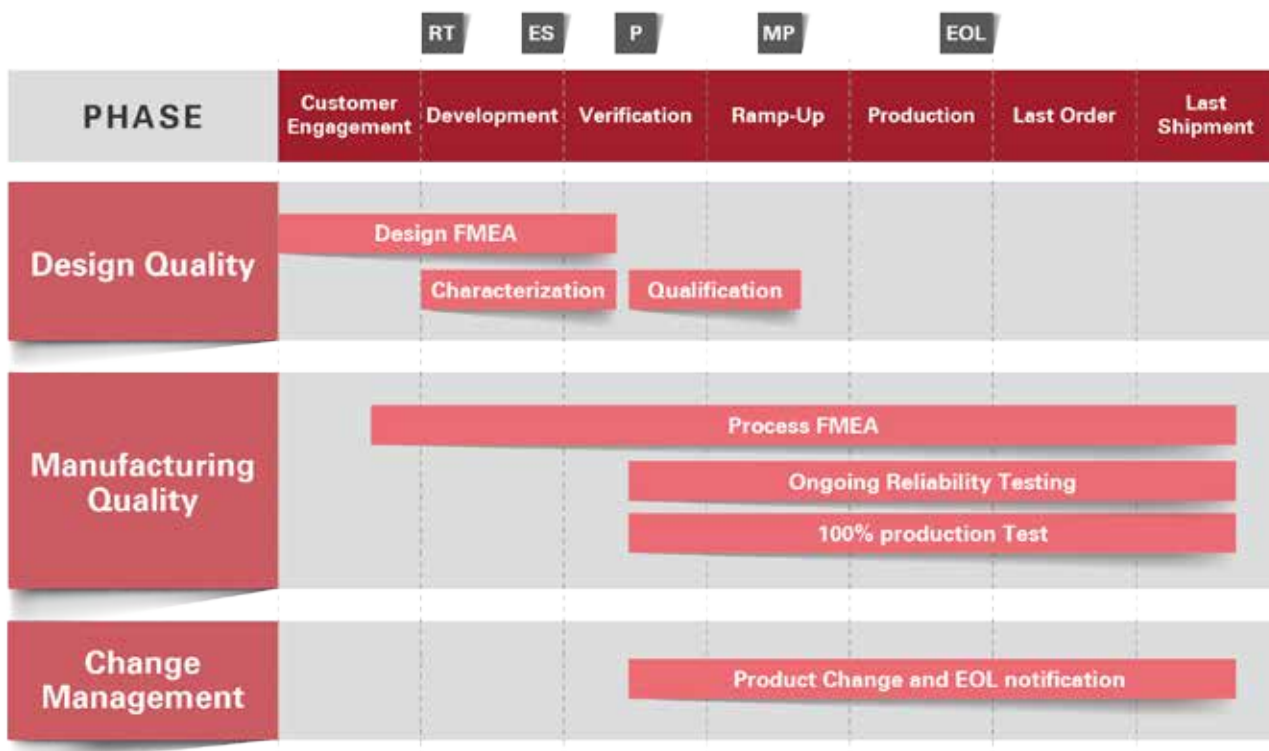 RT ES P MP EOL
PHASE
Customer
Engagement
Development
Verification
Ramp-Up
Production
Last Order
Last
Shipment
Design Quality
Design FMEA
Characterization
Qualification
Manufacturing
Quality
Process FMEA
Ongoing Reliability Testing
100% production Test
Change
Management
Product Change and EOL notification